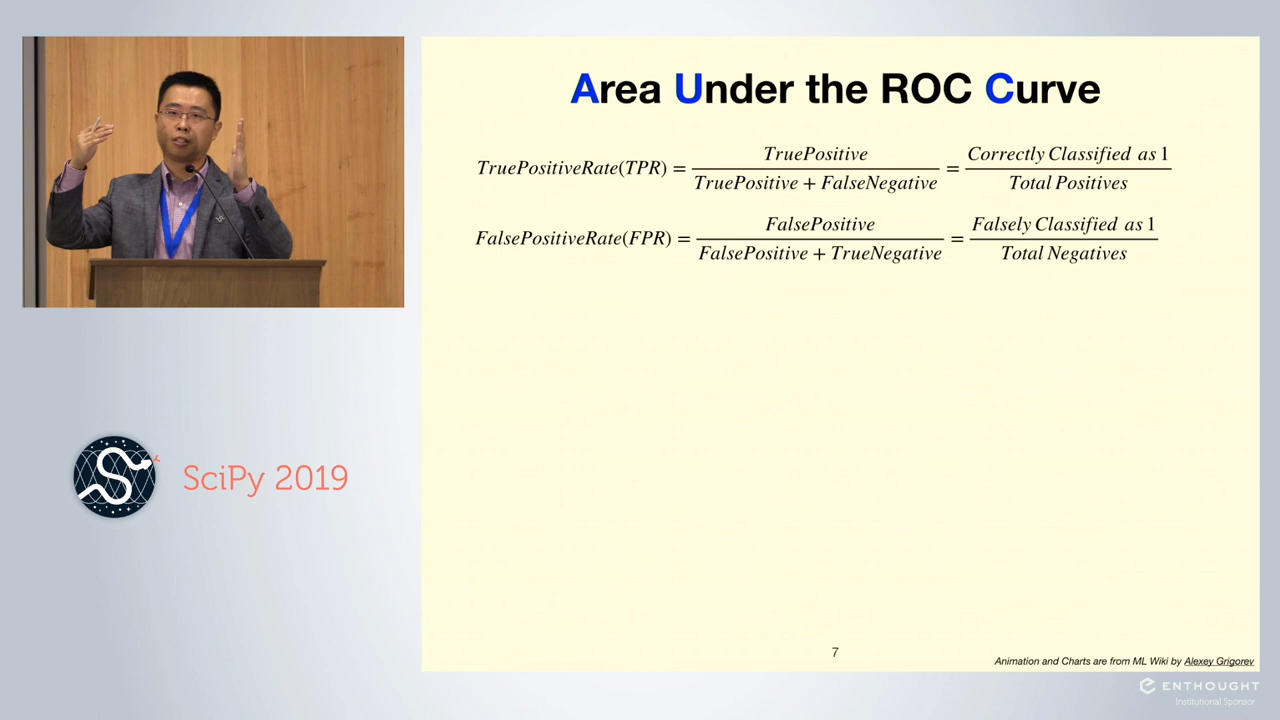 Area Under the ROC Curve
TruePositiveRate(TPR) = TruePositive / TruePositive + FalseNegative = Correctly Classified as 1 / Total Positives
FalsePositiveRate(FPR) = FalsePositive / FalsePositive + TrueNegative = Falsely Classified as 1 / Total Negatives
SciPy 2019
7
Animation and Charts are from ML Wiki by Alexey Grigorev
ENTHOUGHT
Institutional Sponsor